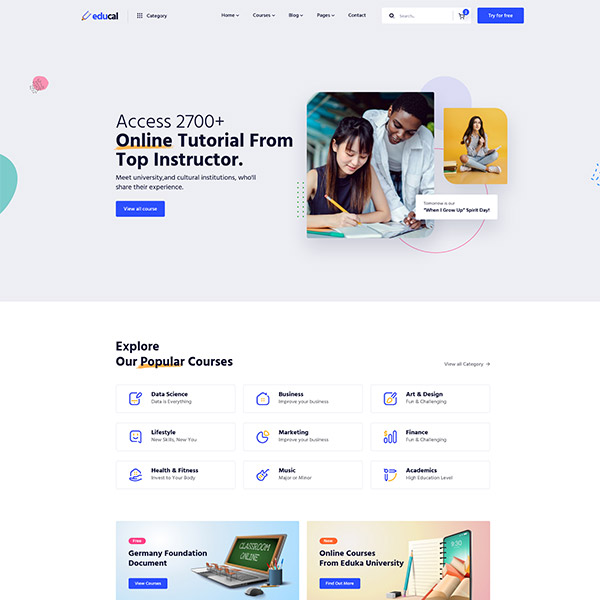 educal
Category
Home
Courses
Blog
Pages
Contact
Search..
2
Try for free
Access 2700+
Online Tutorial From
Top Instructor.
Meet university,and cultural institutions, who'll
share their experience.
View all course
Tomorrow is our
"When I Grow Up" Spirit Day!
Explore
Our Popular Courses
View all Category
Data Science
Data is Everything
Business
Improve your business
Art & Design
Fun & Challenging
Lifestyle
New Skills, New You
Marketing
Improve your business
Finance
Fun & Challenging
Health & Fitness
Invest to Your Body
Music
Major or Minor
Academics
High Education Level
Free
Germany Foundation
Document
View Courses
CLASSROOM
ONLINE
New
Online Courses
From Eduka University
Find Out More